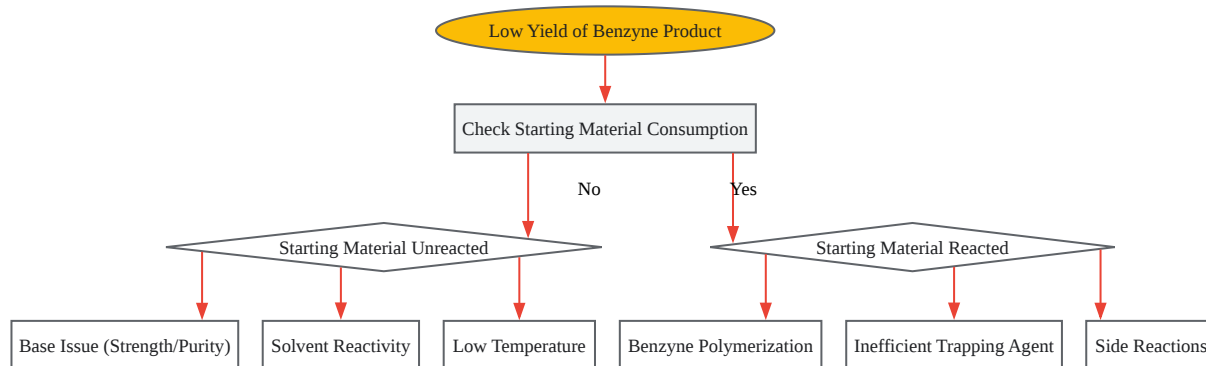 Low Yield of Benzyne Product
Check Starting Material Consumption
No
Yes
Starting Material Unreacted
Starting Material Reacted
Base Issue (Strength/Purity)
Solvent Reactivity
Low Temperature
Benzyne Polymerization
Inefficient Trapping Agent
Side Reactions